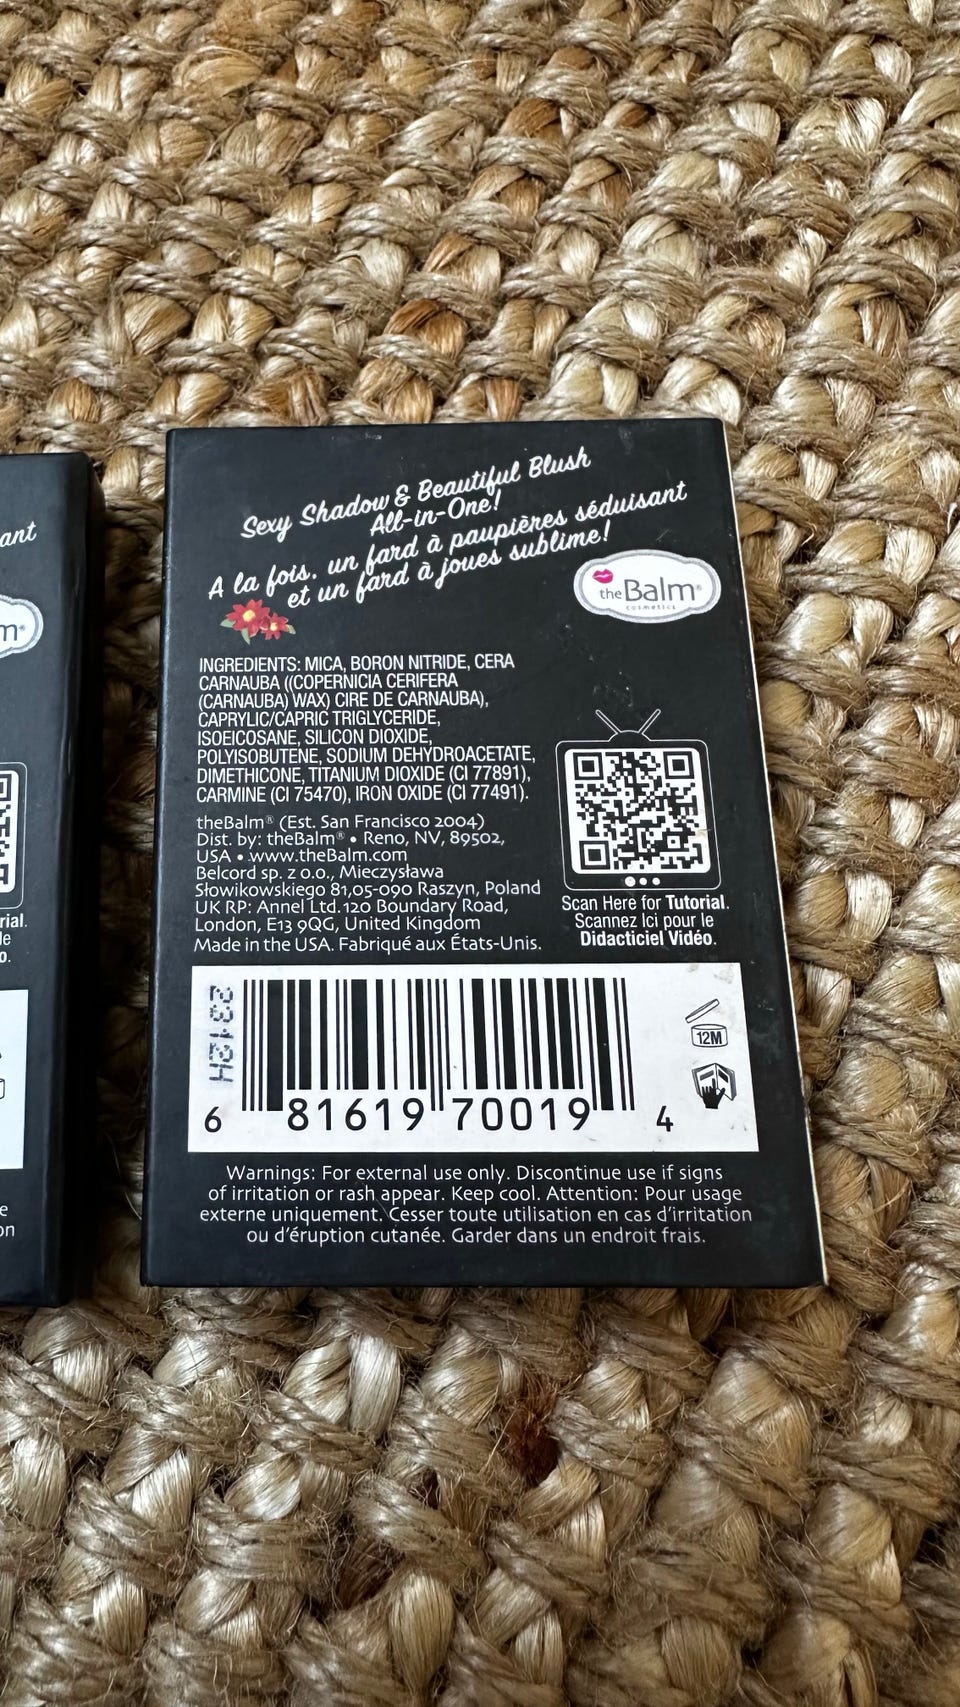 Sexy Shadow & Beautiful Blush
All-in-One!
A la fois, un fard à paupières séduisant
et un fard à joues sublime!
theBalm®
cosmetics
INGREDIENTS: MICA, BORON NITRIDE, CERA
CARNAUBA ((COPERNICIA CERIFERA
(CARNAUBA) WAX) CIRE DE CARNAUBA),
CAPRYLIC/CAPRIC TRIGLYCERIDE,
ISOEICOSANE, SILICON DIOXIDE,
POLYISOBUTENE, SODIUM DEHYDROACETATE,
DIMETHICONE, TITANIUM DIOXIDE (CI 77891),
CARMINE (CI 75470), IRON OXIDE (CI 77491).
theBalm® (Est. San Francisco 2004)
Dist. by: theBalm® • Reno, NV, 89502,
USA • www.theBalm.com
Belcord sp. z o.o., Mieczysława
Słowikowskiego 81,05-090 Raszyn, Poland
UK RP: Annel Ltd. 120 Boundary Road,
London, E13 9QG, United Kingdom
Made in the USA. Fabriqué aux États-Unis.
Scan Here for Tutorial.
Scannez Ici pour le
Didacticiel Vidéo.
12M
6 81619 70019 4
Warnings: For external use only. Discontinue use if signs
of irritation or rash appear. Keep cool. Attention: Pour usage
externe uniquement. Cesser toute utilisation en cas d'irritation
ou d'éruption cutanée. Garder dans un endroit frais.